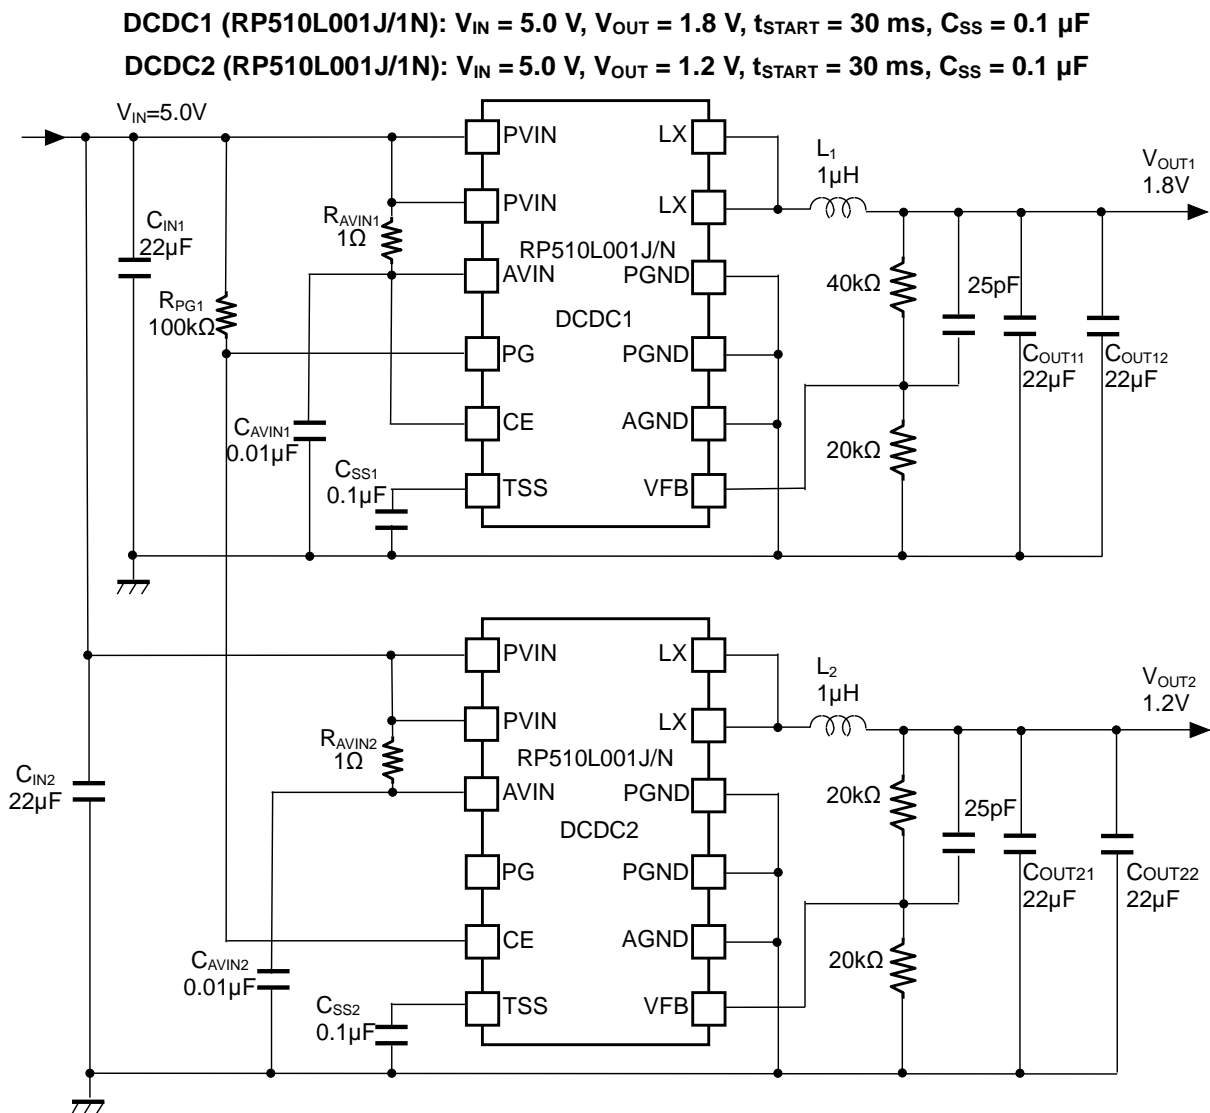 DCDC1 (RP510L001J/1N): VIN = 5.0 V, VOUT = 1.8 V, tSTART = 30 ms, CSS = 0.1 µF
DCDC2 (RP510L001J/1N): VIN = 5.0 V, VOUT = 1.2 V, tSTART = 30 ms, CSS = 0.1 µF
VIN=5.0V
CIN1
22µF
RPG1
100kΩ
RAVIN1
1Ω
CAVIN1
0.01µF
CSS1
0.1µF
PVIN
PVIN
AVIN
PG
CE
TSS
RP510L001J/N
DCDC1
LX
LX
PGND
PGND
AGND
VFB
L1
1µH
40kΩ
20kΩ
25pF
COUT11
22µF
COUT12
22µF
VOUT1
1.8V
CIN2
22µF
RAVIN2
1Ω
CAVIN2
0.01µF
CSS2
0.1µF
PVIN
PVIN
AVIN
PG
CE
TSS
RP510L001J/N
DCDC2
LX
LX
PGND
PGND
AGND
VFB
L2
1µH
20kΩ
20kΩ
25pF
COUT21
22µF
COUT22
22µF
VOUT2
1.2V